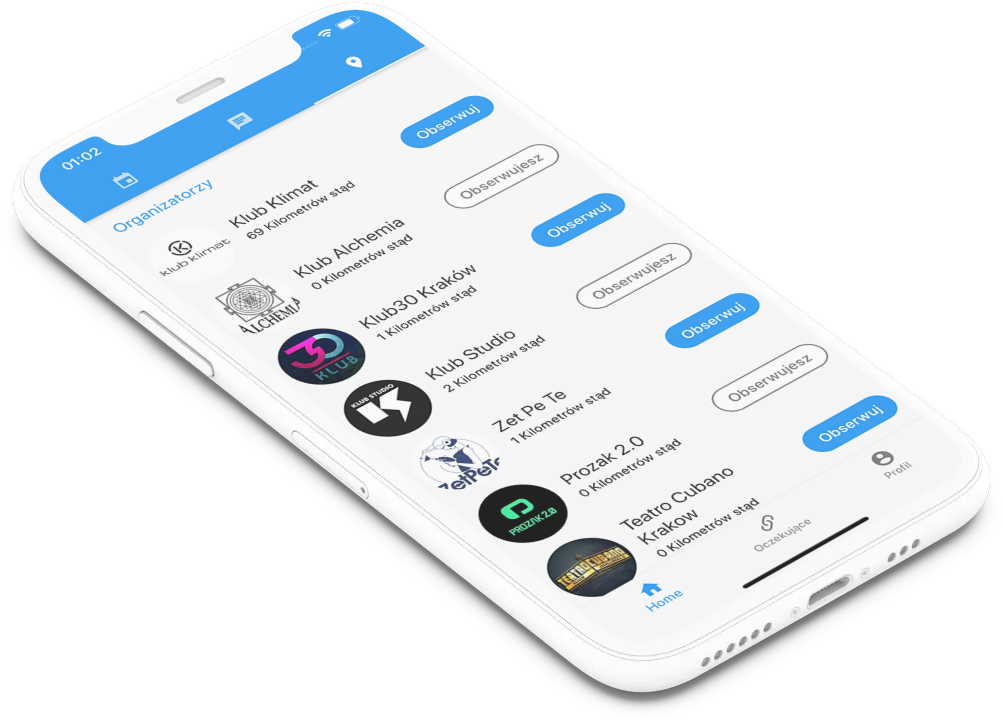 01:02
Organizatorzy
klub klimat
Klub Klimat
69 Kilometrów stąd
Obserwuj
ALCHEMIA
Klub Alchemia
0 Kilometrów stąd
Obserwujesz
30
KLUB
Klub30 Kraków
1 Kilometrów stąd
Obserwuj
KLUB STUDIO
K
Klub Studio
2 Kilometrów stąd
Obserwujesz
ZetPeTe
Zet Pe Te
1 Kilometrów stąd
Obserwuj
PROZAK 2.0
Prozak 2.0
0 Kilometrów stąd
Obserwujesz
TEATROCUBANO
Teatro Cubano
Krakow
0 Kilometrów stąd
Obserwuj
Home
Oczekujące
Profil